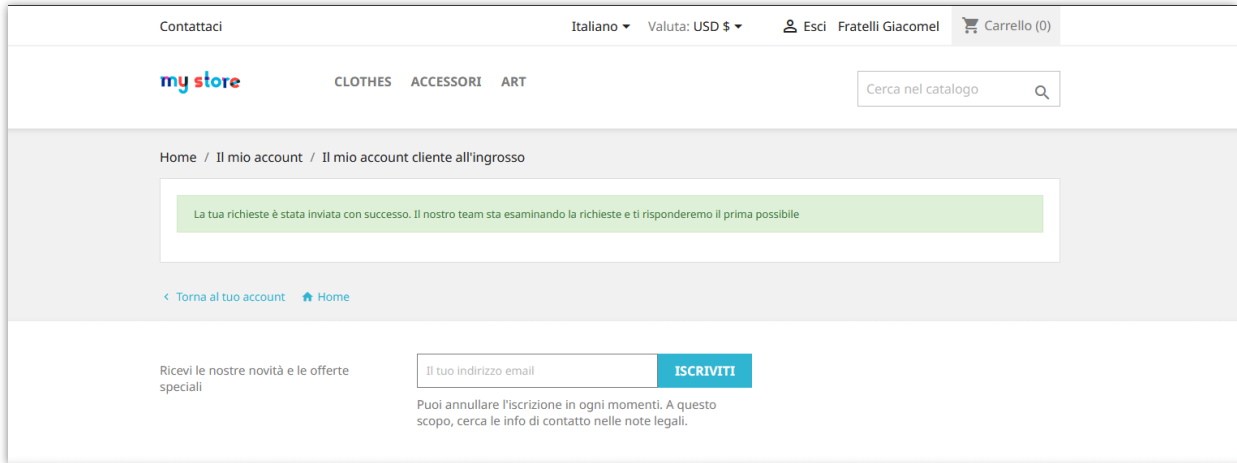 Contattaci Italiano Valuta: USD $ Esci Fratelli Giacomel Carrello (0)
my store CLOTHES ACCESSORI ART Cerca nel catalogo
Home / Il mio account / Il mio account cliente all'ingrosso
La tua richieste è stata inviata con successo. Il nostro team sta esaminando la richieste e ti risponderemo il prima possibile
Torna al tuo account Home
Ricevi le nostre novità e le offerte
speciali
Il tuo indirizzo email ISCRIVITI
Puoi annullare l'iscrizione in ogni momenti. A questo
scopo, cerca le info di contatto nelle note legali.